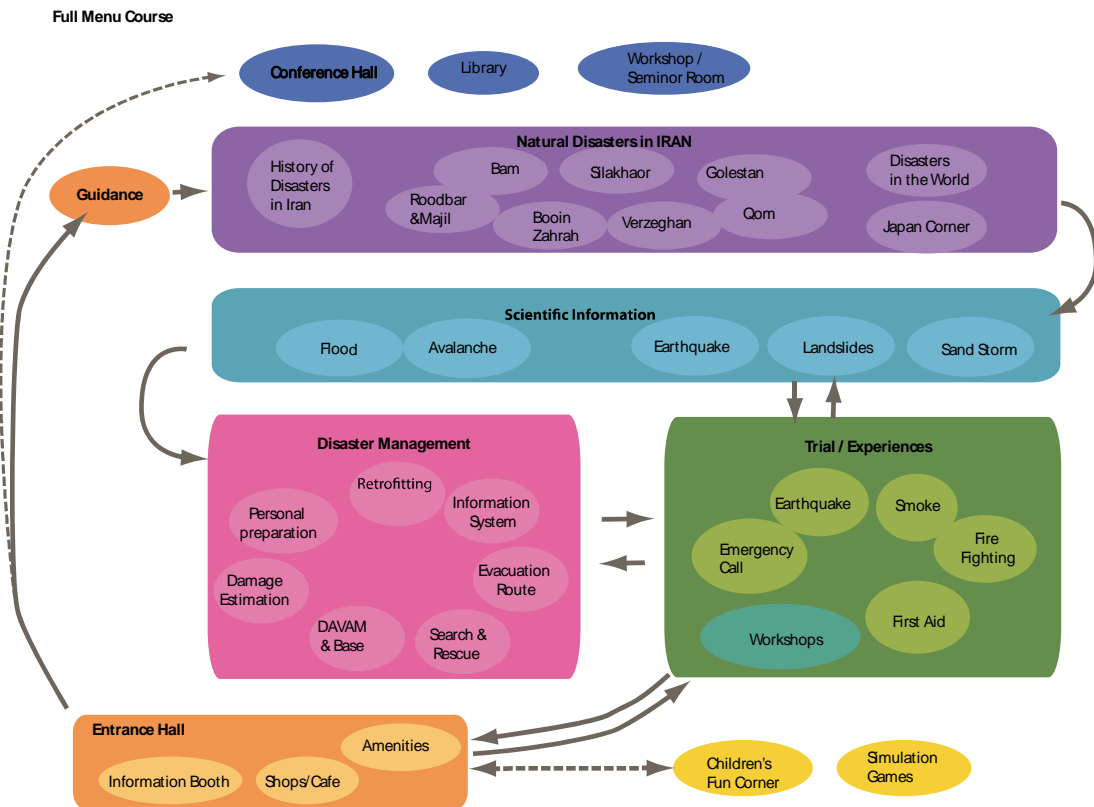 Full Menu Course
Conference Hall
Library
Workshop /
Seminor Room
Natural Disasters in IRAN
History of
Disasters
in Iran
Bam
Silakhaor
Golestan
Disasters
in the World
Roodbar
&Majil
Booin
Zahrah
Verzeghan
Qom
Japan Corner
Guidance
Scientific Information
Flood
Avalanche
Earthquake
Landslides
Sand Storm
Disaster Management
Retrofitting
Personal
preparation
Information
System
Damage
Estimation
Evacuation
Route
DAVAM
& Base
Search &
Rescue
Trial / Experiences
Earthquake
Smoke
Emergency
Call
Fire
Fighting
First Aid
Workshops
Entrance Hall
Amenities
Information Booth
Shops/Cafe
Children's
Fun Corner
Simulation
Games